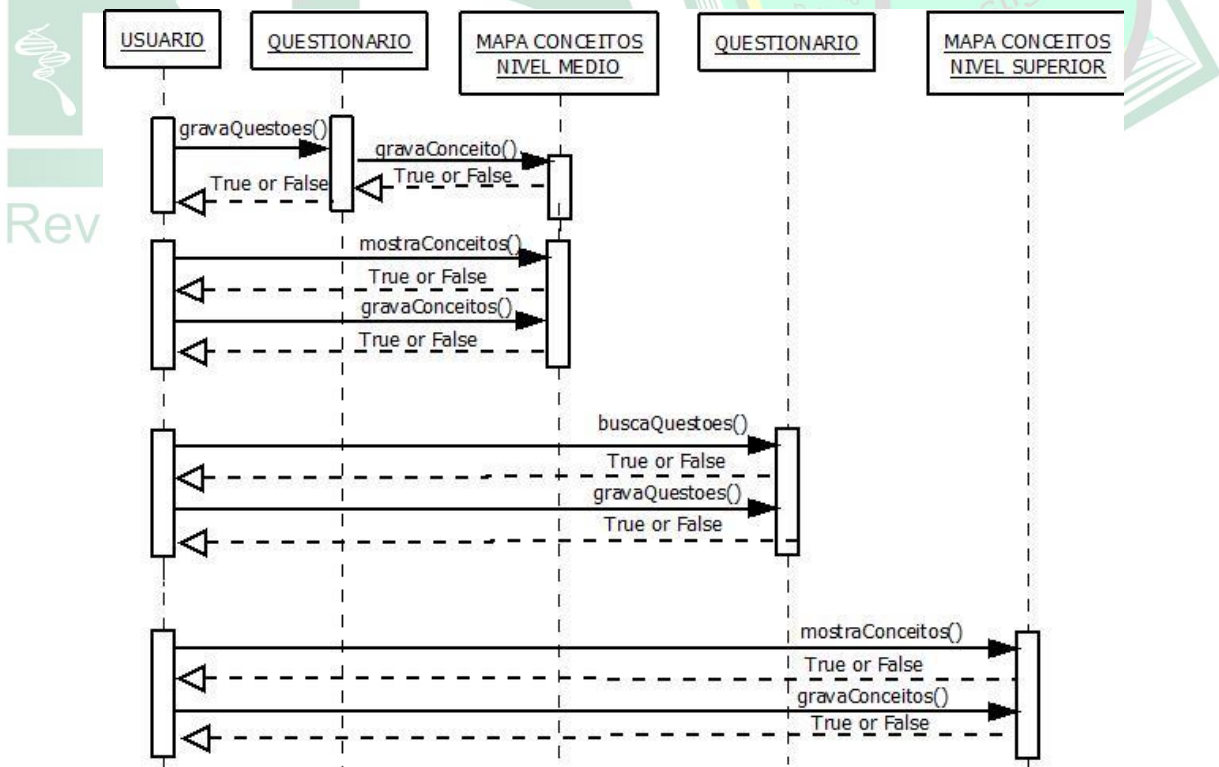 USUARIO
QUESTIONARIO
MAPA CONCEITOS
NIVEL MEDIO
QUESTIONARIO
MAPA CONCEITOS
NIVEL SUPERIOR
gravaQuestoes()
gravaConceito()
True or False
True or False
Rev
mostraConceitos()
True or False
gravaConceitos()
True or False
buscaQuestoes()
True or False
gravaQuestoes()
True or False
mostraConceitos()
True or False
gravaConceitos()
True or False